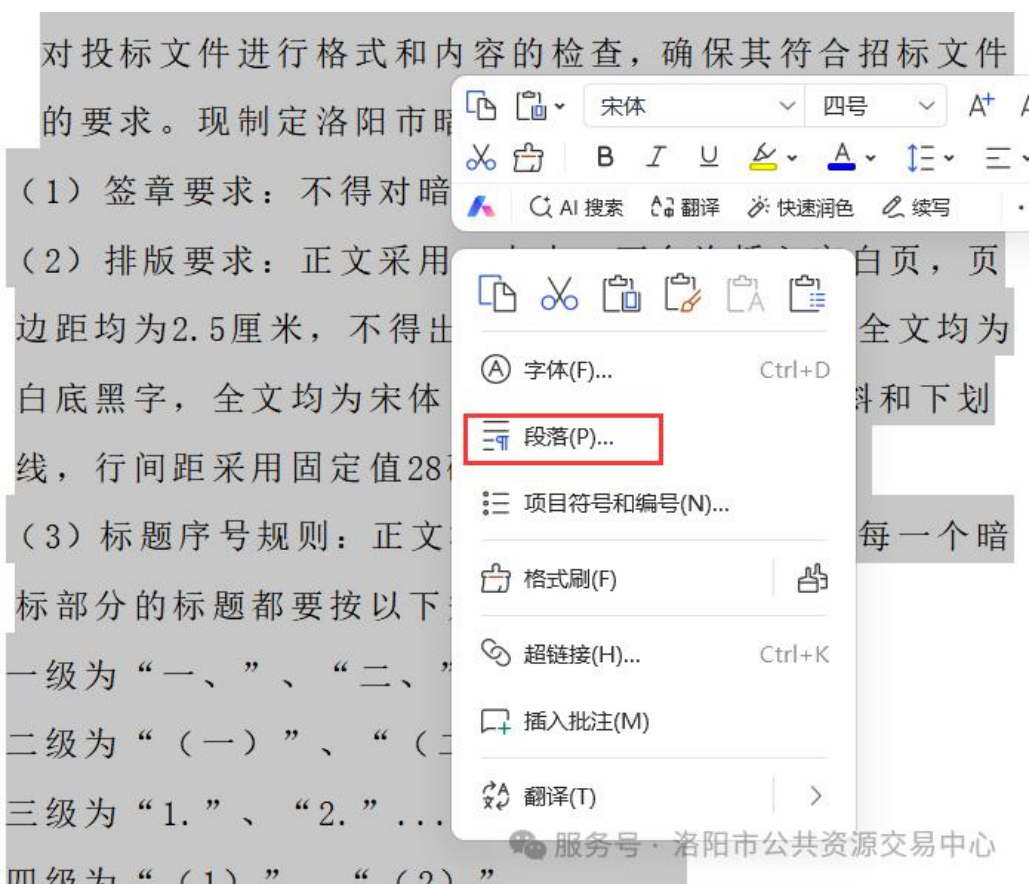 对投标文件进行格式和内容的检查，确保其符合招标文件
的要求。现制定洛阳市暗
宋体 四号 A+
B I U A
AI 搜索 翻译 快速润色 续写
（1）签章要求：不得对暗
（2）排版要求：正文采用 白页，页
边距均为2.5厘米，不得出 全文均为
白底黑字，全文均为宋体 斜和下划
线，行间距采用固定值28
（3）标题序号规则：正文 每一个暗
标部分的标题都要按以下
一级为“一、”、“二、”
二级为“（一）”、“（二
三级为“1.”、“2.”...
四级为“（1）”、“（2）”
字体(F)... Ctrl+D
段落(P)...
项目符号和编号(N)...
格式刷(F)
超链接(H)... Ctrl+K
插入批注(M)
翻译(T)
服务号 · 洛阳市公共资源交易中心